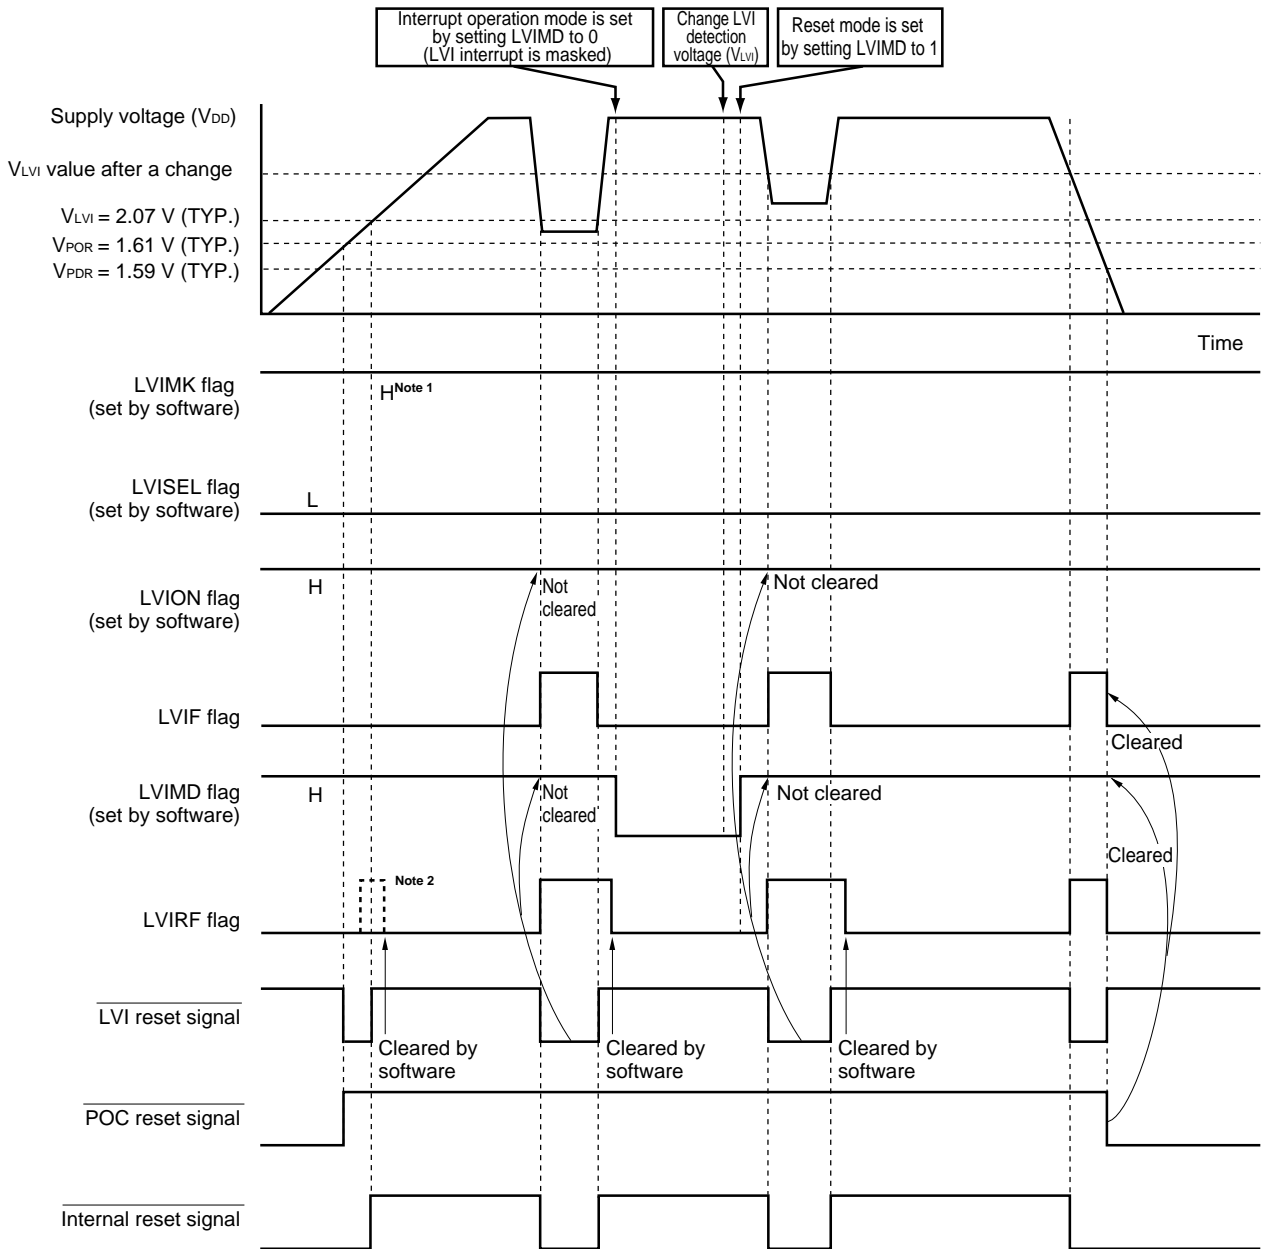 Interrupt operation mode is set
by setting LVIMD to 0
(LVI interrupt is masked)
Change LVI
detection
voltage (VLVI)
Reset mode is set
by setting LVIMD to 1
Supply voltage (VDD)
VLVI value after a change
VLVI = 2.07 V (TYP.)
VPOR = 1.61 V (TYP.)
VPDR = 1.59 V (TYP.)
Time
LVIMK flag
(set by software)
HNote 1
LVISEL flag
(set by software)
L
LVION flag
(set by software)
H
Not
cleared
Not cleared
LVIF flag
Cleared
LVIMD flag
(set by software)
H
Not
cleared
Not cleared
Cleared
LVIRF flag
Note 2
LVI reset signal
Cleared by
software
Cleared by
software
Cleared by
software
POC reset signal
Internal reset signal